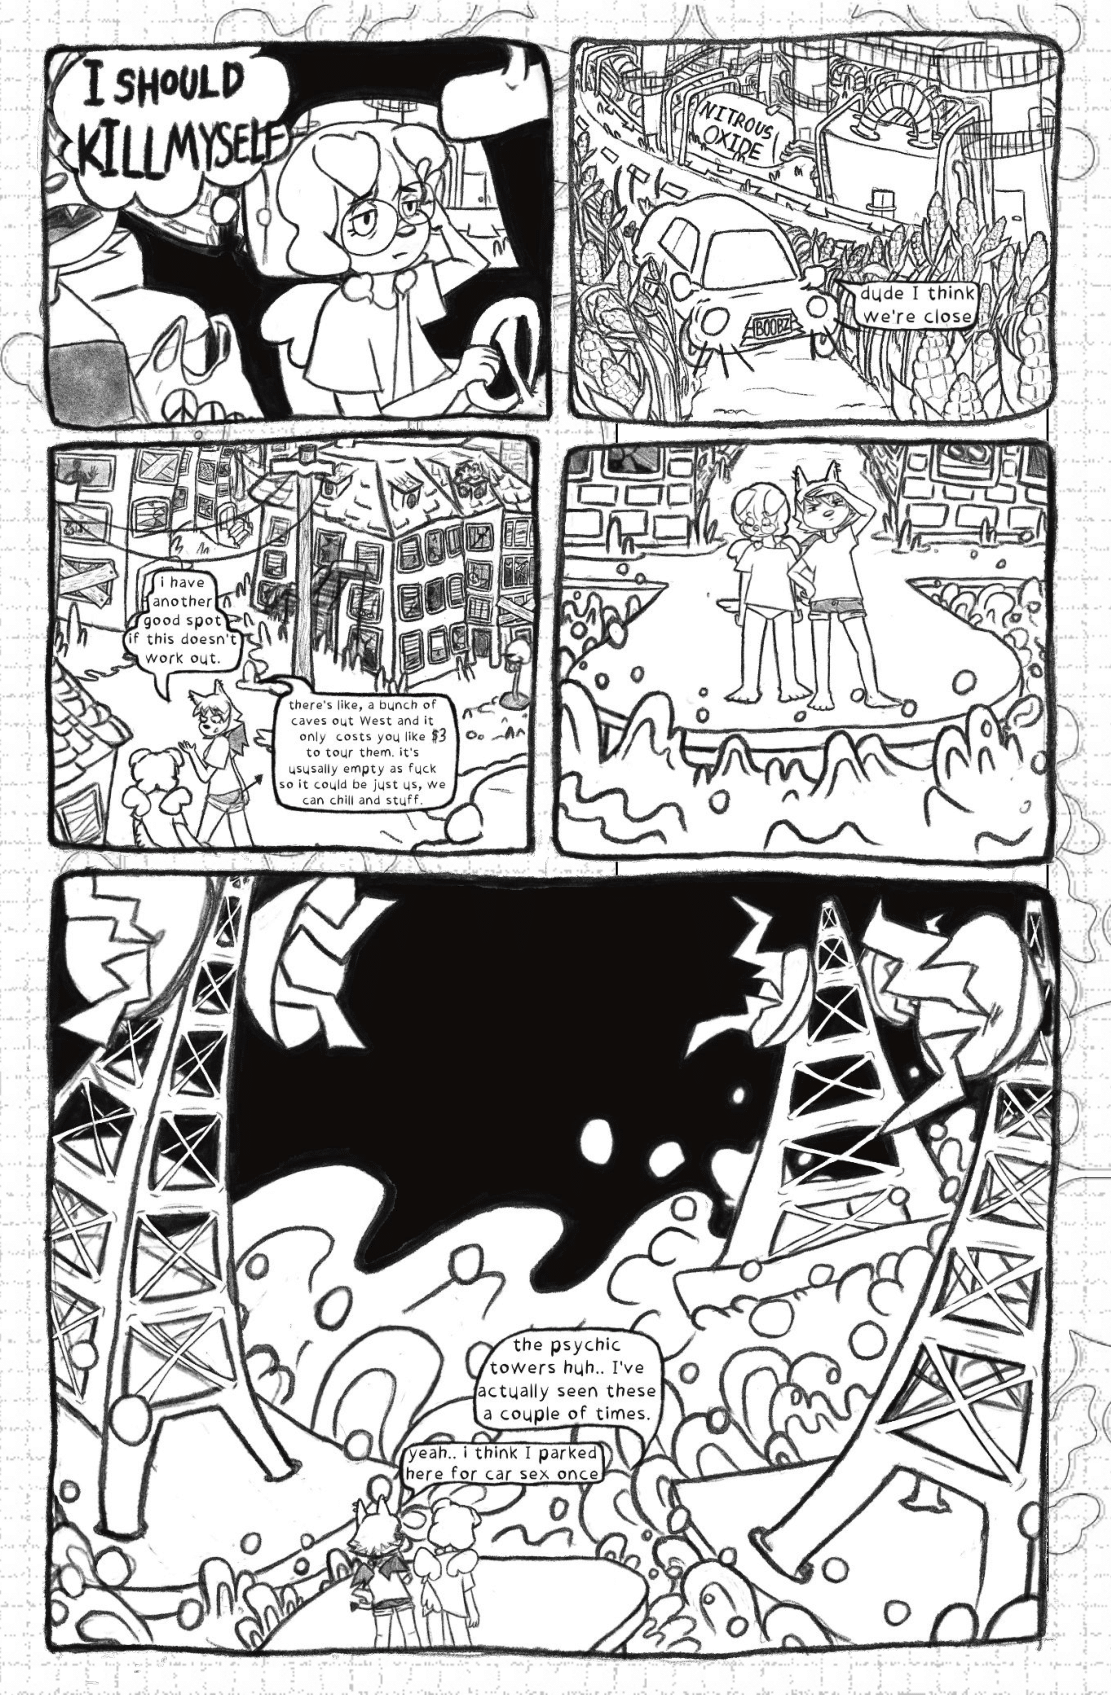 I SHOULD
KILL MYSELF
NITROUS
OXIDE
BOOBZ
dude I think
we're close
i have
another
good spot
if this doesn't
work out.
there's like, a bunch of
caves out West and it
only costs you like $3
to tour them. it's
ususally empty as fuck
so it could be just us, we
can chill and stuff.
the psychic
towers huh.. I've
actually seen these
a couple of times.
yeah.. i think I parked
here for car sex once